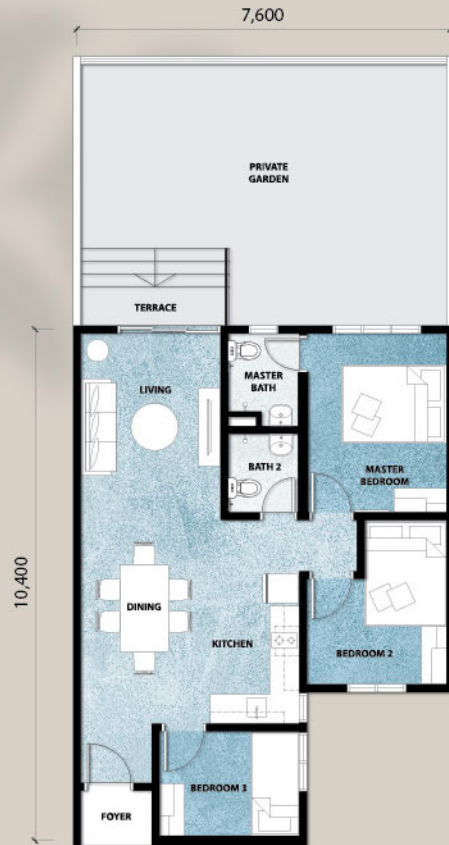 7,600
PRIVATE
GARDEN
TERRACE
LIVING
MASTER
BATH
BATH 2
MASTER
BEDROOM
10,400
DINING
KITCHEN
BEDROOM 2
BEDROOM 3
FOYER